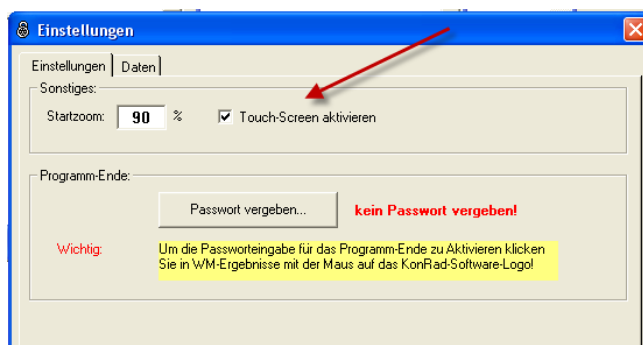 Einstellungen
Einstellungen Daten
Sonstiges:
Startzoom: 90 % Touch-Screen aktivieren
Programm-Ende:
Passwort vergeben... kein Passwort vergeben!
Wichtig: Um die Passworteingabe für das Programm-Ende zu Aktivieren klicken
Sie in WM-Ergebnisse mit der Maus auf das KonRad-Software-Logo!